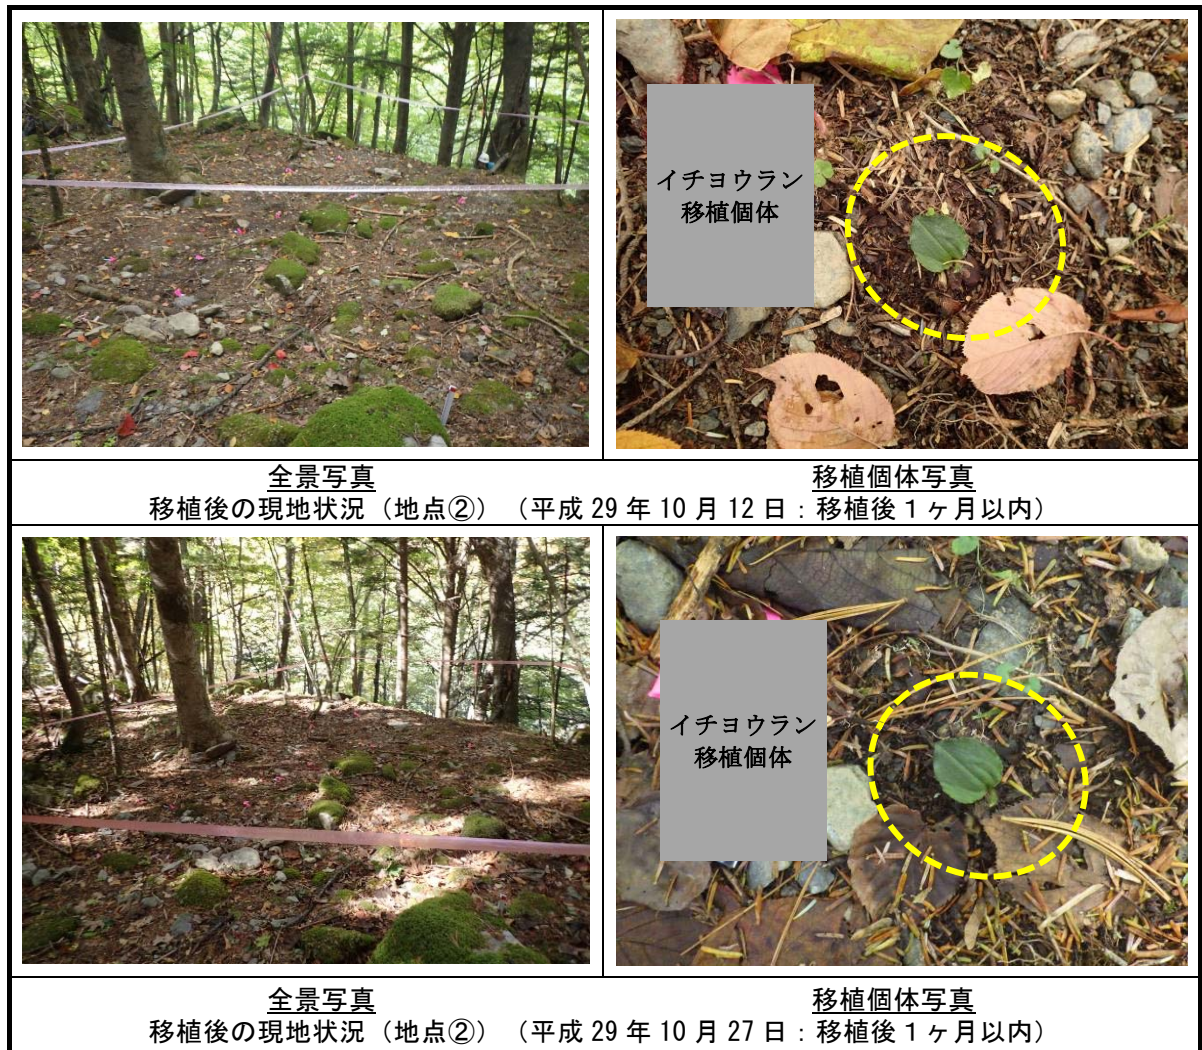 イチヨウラン
移植個体
全景写真
移植個体写真
移植後の現地状況（地点②）（平成 29 年 10 月 12 日：移植後１ヶ月以内）
イチヨウラン
移植個体
全景写真
移植個体写真
移植後の現地状況（地点②）（平成 29 年 10 月 27 日：移植後１ヶ月以内）